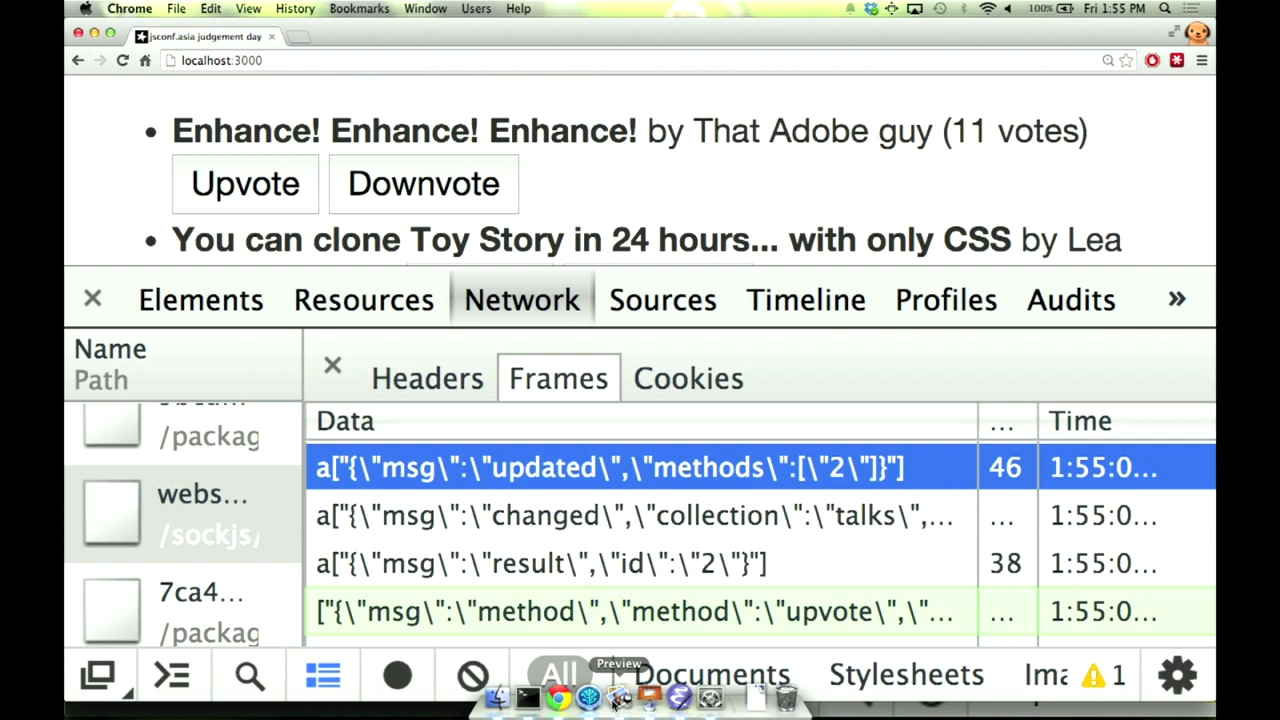 Chrome File Edit View History Bookmarks Window Users Help 100% Fri 1:55 PM
jsconf.asia judgement day
localhost:3000
• Enhance! Enhance! Enhance! by That Adobe guy (11 votes)
Upvote Downvote
• You can clone Toy Story in 24 hours... with only CSS by Lea
Elements Resources Network Sources Timeline Profiles Audits »
Name
Path
Headers Frames Cookies
Data ... Time
/packag
a["{\"msg\":\"updated\",\"methods\":[\"2\"]}"] 46 1:55:0...
webs...
/sockjs/
a["{\"msg\":\"changed\",\"collection\":\"talks\",... ... 1:55:0...
a["{\"msg\":\"result\",\"id\":\"2\"}"] 38 1:55:0...
7ca4...
/packag
["{\"msg\":\"method\",\"method\":\"upvote\",\"... ... 1:55:0...
All Documents Stylesheets Ima 1
Preview